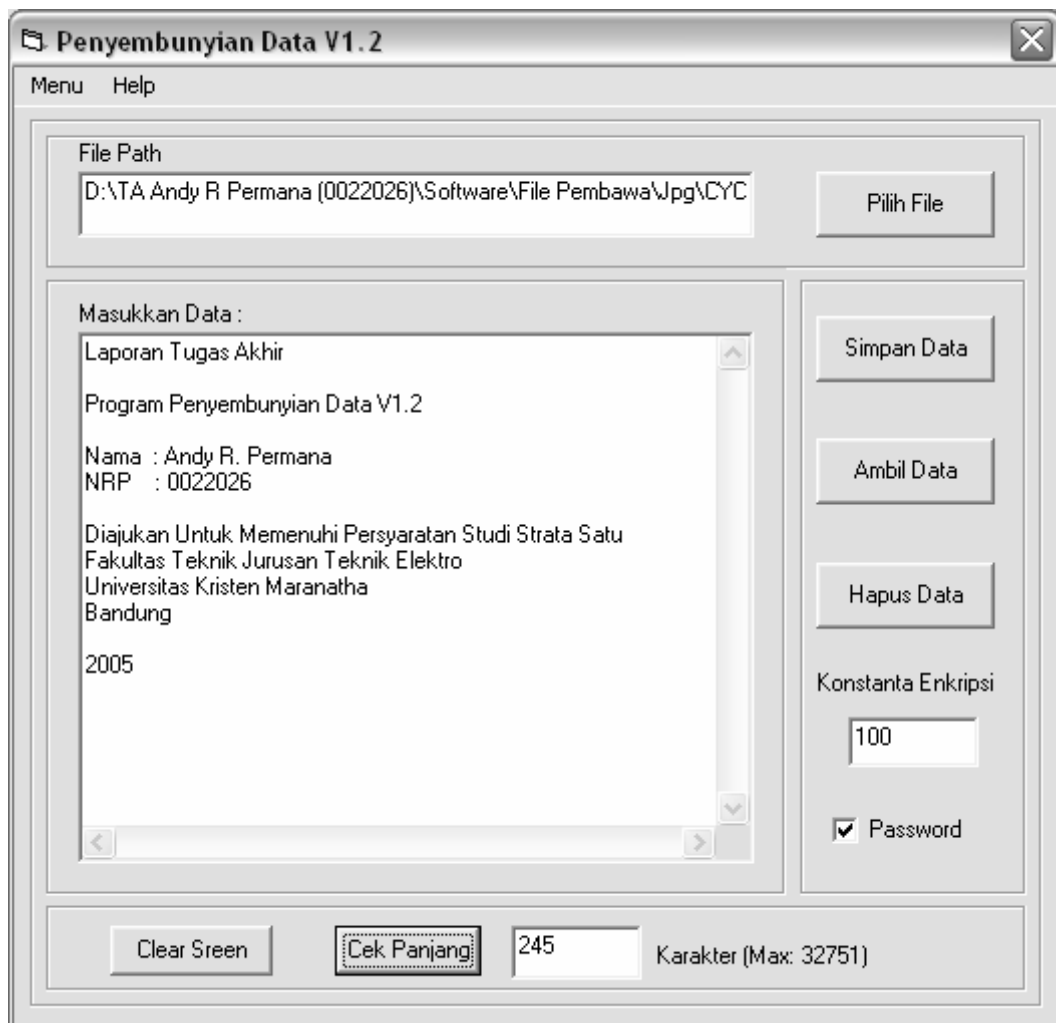 Penyembunyian Data V1.2
Menu Help
File Path
D:\TA Andy R Permana (0022026)\Software\File Pembawa\Jpg\CYC
Pilih File
Masukkan Data :
Laporan Tugas Akhir
Program Penyembunyian Data V1.2
Nama : Andy R. Permana
NRP : 0022026
Diajukan Untuk Memenuhi Persyaratan Studi Strata Satu
Fakultas Teknik Jurusan Teknik Elektro
Universitas Kristen Maranatha
Bandung
2005
Simpan Data
Ambil Data
Hapus Data
Konstanta Enkripsi
100
Password
Clear Sreen
Cek Panjang
245
Karakter (Max: 32751)